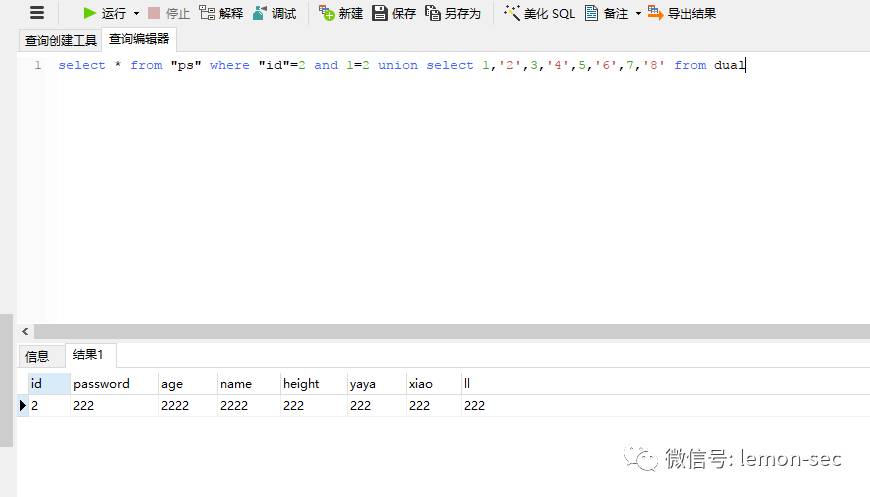 运行 停止 解释 调试 新建 保存 另存为 美化 SQL 备注 导出结果
查询创建工具 查询编辑器
1 select * from "ps" where "id"=2 and 1=2 union select 1,'2',3,'4',5,'6',7,'8' from dual
信息 结果1
id password age name height yaya xiao ll
2 222 2222 2222 222 222 222 222
微信号: lemon-sec